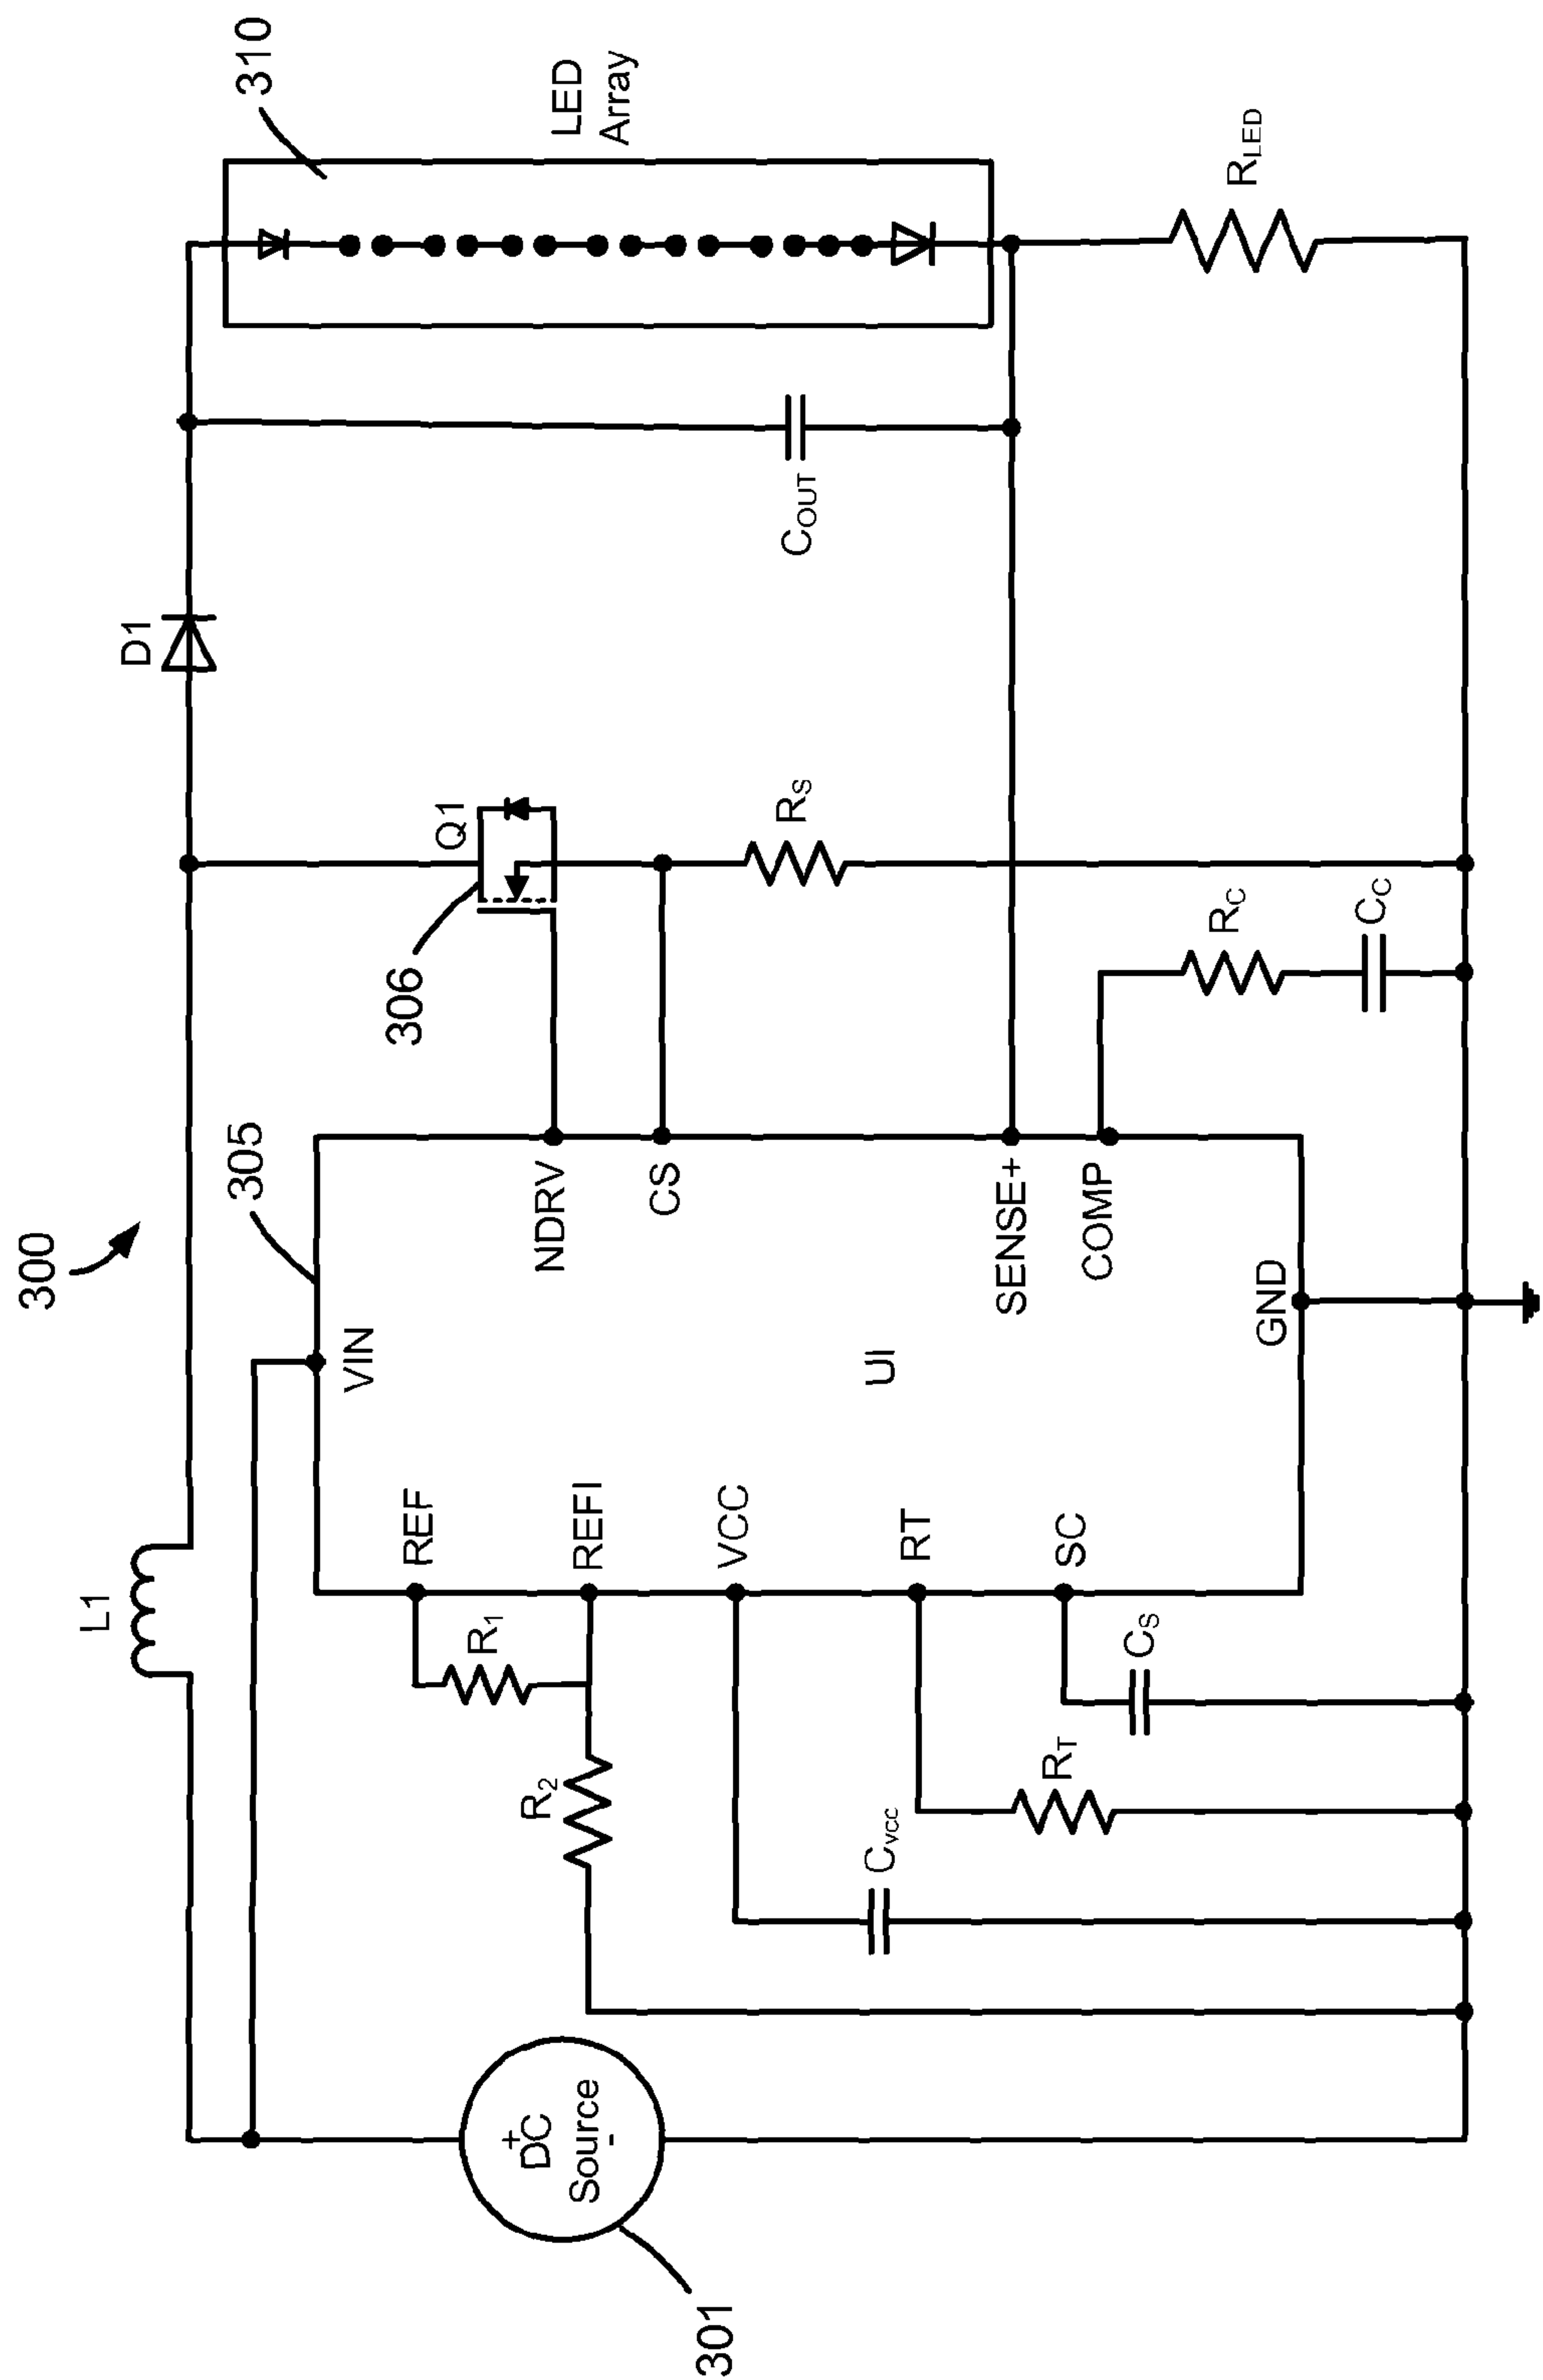 300
L1
D1
310
LED
Array
305
VIN
306
Q1
REF
R1
REFI
R2
NDRV
CS
RS
VCC
CVCC
UI
COUT
DC
+
Source
-
301
RT
RT
SC
CS
SENSE+
COMP
RC
CC
GND
RLED